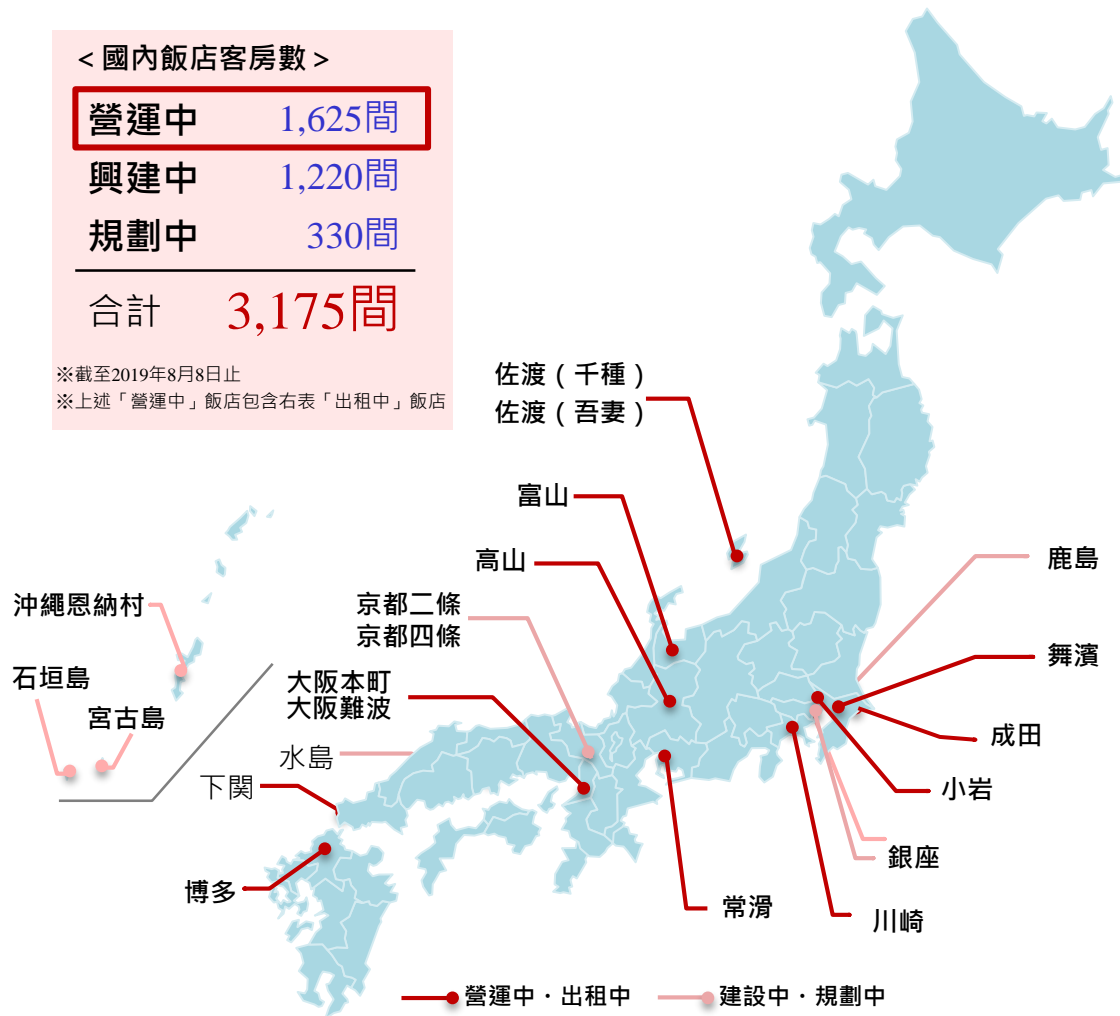 ＜國內飯店客房數＞
營運中 1,625間
興建中 1,220間
規劃中 330間
合計 3,175間
※截至2019年8月8日止
※上述「營運中」飯店包含右表「出租中」飯店
佐渡（千種）
佐渡（吾妻）
富山
高山
鹿島
京都二條
京都四條
沖繩恩納村
舞濱
石垣島
大阪本町
大阪難波
宮古島
成田
水島
下関
小岩
銀座
博多
常滑
川崎
營運中・出租中
建設中・規劃中